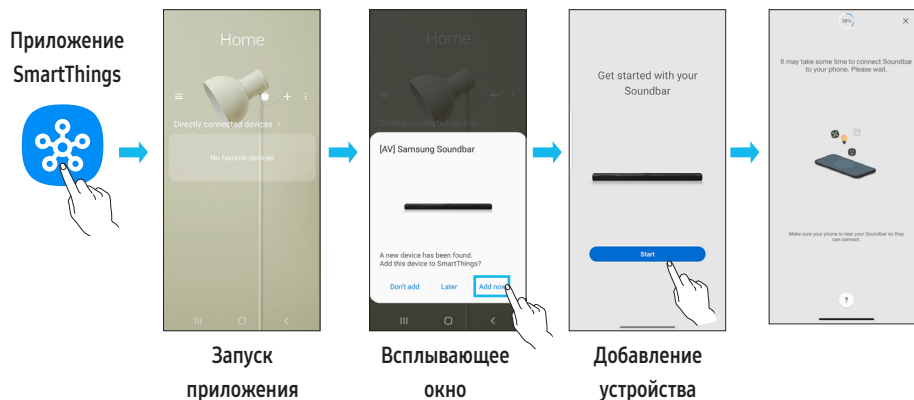 Приложение
SmartThings
Home
Directly connected devices >
No favorite devices
Запуск
приложения
Home
Directly connected devices >
[AV] Samsung Soundbar
A new device has been found.
Add this device to SmartThings?
Don't add
Later
Add now
Всплывающее
окно
Get started with your
Soundbar
Start
Добавление
устройства
It may take some time to connect Soundbar
to your phone. Please wait.
Make sure your phone is near your Soundbar so they
can connect.
?